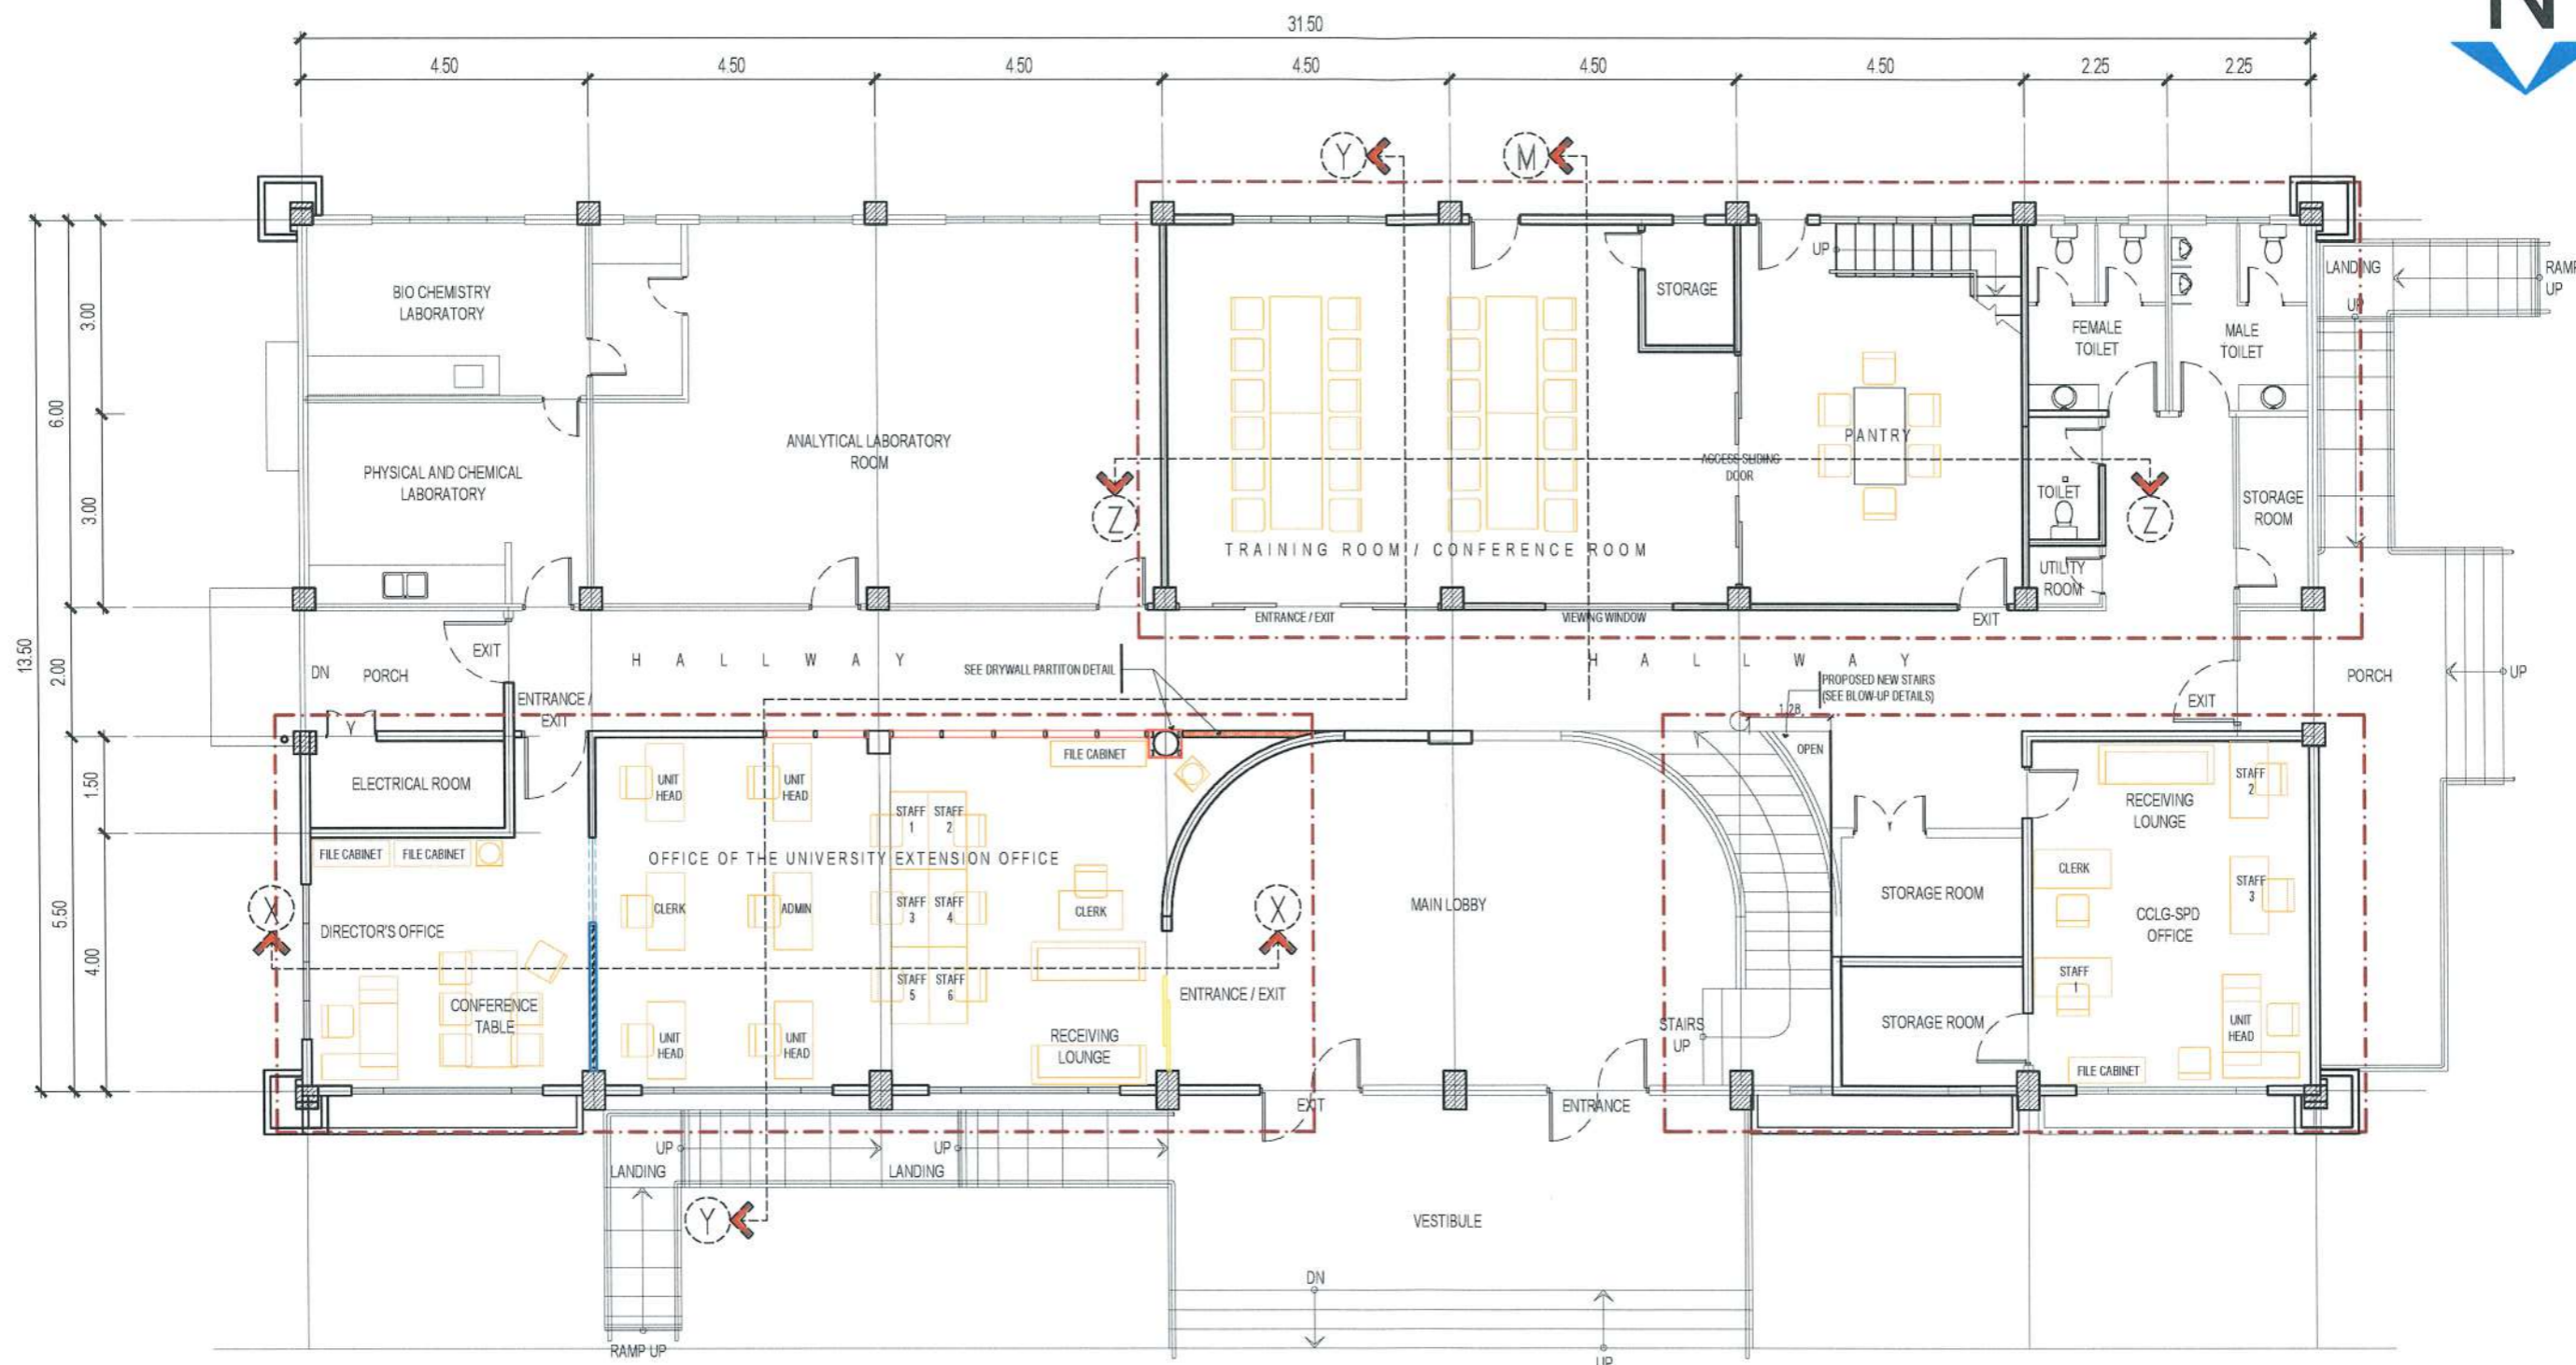 N
31.50
4.50
4.50
4.50
4.50
4.50
4.50
2.25
2.25
Y
M
BIO CHEMISTRY
LABORATORY
PHYSICAL AND CHEMICAL
LABORATORY
ANALYTICAL LABORATORY
ROOM
STORAGE
UP
PANTRY
ACCESS SLIDING
DOOR
TRAINING ROOM / CONFERENCE ROOM
FEMALE
TOILET
MALE
TOILET
TOILET
UTILITY
ROOM
STORAGE
ROOM
LANDING
UP
RAMP
UP
Z
Z
13.50
6.00
3.00
3.00
2.00
5.50
1.50
4.00
ENTRANCE / EXIT
VIEWING WINDOW
EXIT
DN
PORCH
EXIT
ENTRANCE /
EXIT
HALLWAY
SEE DRYWALL PARTITON DETAIL
HALLWAY
PROPOSED NEW STAIRS
(SEE BLOW-UP DETAILS)
1.28
OPEN
EXIT
PORCH
UP
ELECTRICAL ROOM
FILE CABINET
FILE CABINET
DIRECTOR'S OFFICE
CONFERENCE
TABLE
X
UNIT
HEAD
UNIT
HEAD
FILE CABINET
STAFF
1
STAFF
2
OFFICE OF THE UNIVERSITY EXTENSION OFFICE
CLERK
ADMIN
STAFF
3
STAFF
4
CLERK
STAFF
5
STAFF
6
UNIT
HEAD
UNIT
HEAD
RECEIVING
LOUNGE
X
ENTRANCE / EXIT
MAIN LOBBY
STAIRS
UP
STORAGE ROOM
STORAGE ROOM
RECEIVING
LOUNGE
STAFF
2
CLERK
STAFF
3
CCLG-SPD
OFFICE
STAFF
1
UNIT
HEAD
FILE CABINET
EXIT
ENTRANCE
UP
LANDING
UP
LANDING
Y
VESTIBULE
DN
RAMP UP
UP